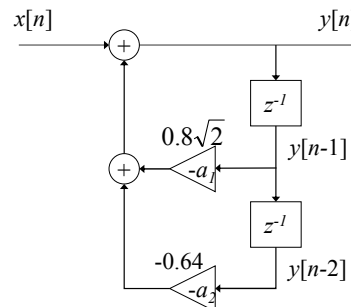 x[n] y[n
+
z⁻¹
0.8√2
y[n-1]
+ -a₁
z⁻¹
-0.64
y[n-2]
-a₂